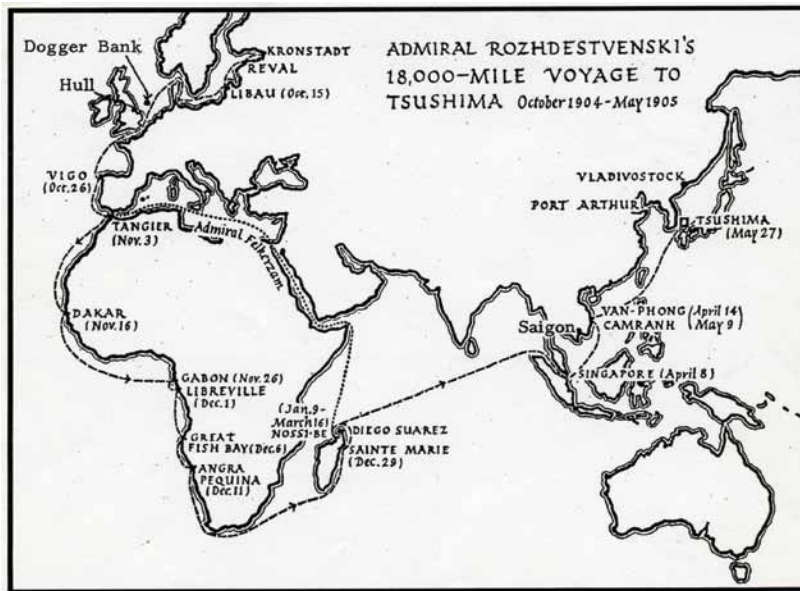 ADMIRAL ROZHDESTVENSKI'S
18,000-MILE VOYAGE TO
TSUSHIMA October 1904-May 1905
Dogger Bank
Hull
KRONSTADT
REVAL
LIBAU (Oct. 15)
VIGO
(Oct. 26)
TANGIER
(Nov. 3)
Admiral Felkerzam
DAKAR
(Nov. 16)
GABON (Nov. 26)
LIBREVILLE
(Dec. 1)
GREAT
FISH BAY (Dec. 6)
ANGRA
PEQUINA
(Dec. 11)
(Jan. 9-
March 16)
NOSSI-BE
DIEGO SUAREZ
SAINTE MARIE
(Dec. 29)
VLADIVOSTOCK
PORT ARTHUR
TSUSHIMA
(May 27)
Saigon
VAN-PHONG (April 14)
CAMRANH (May 9)
SINGAPORE (April 8)